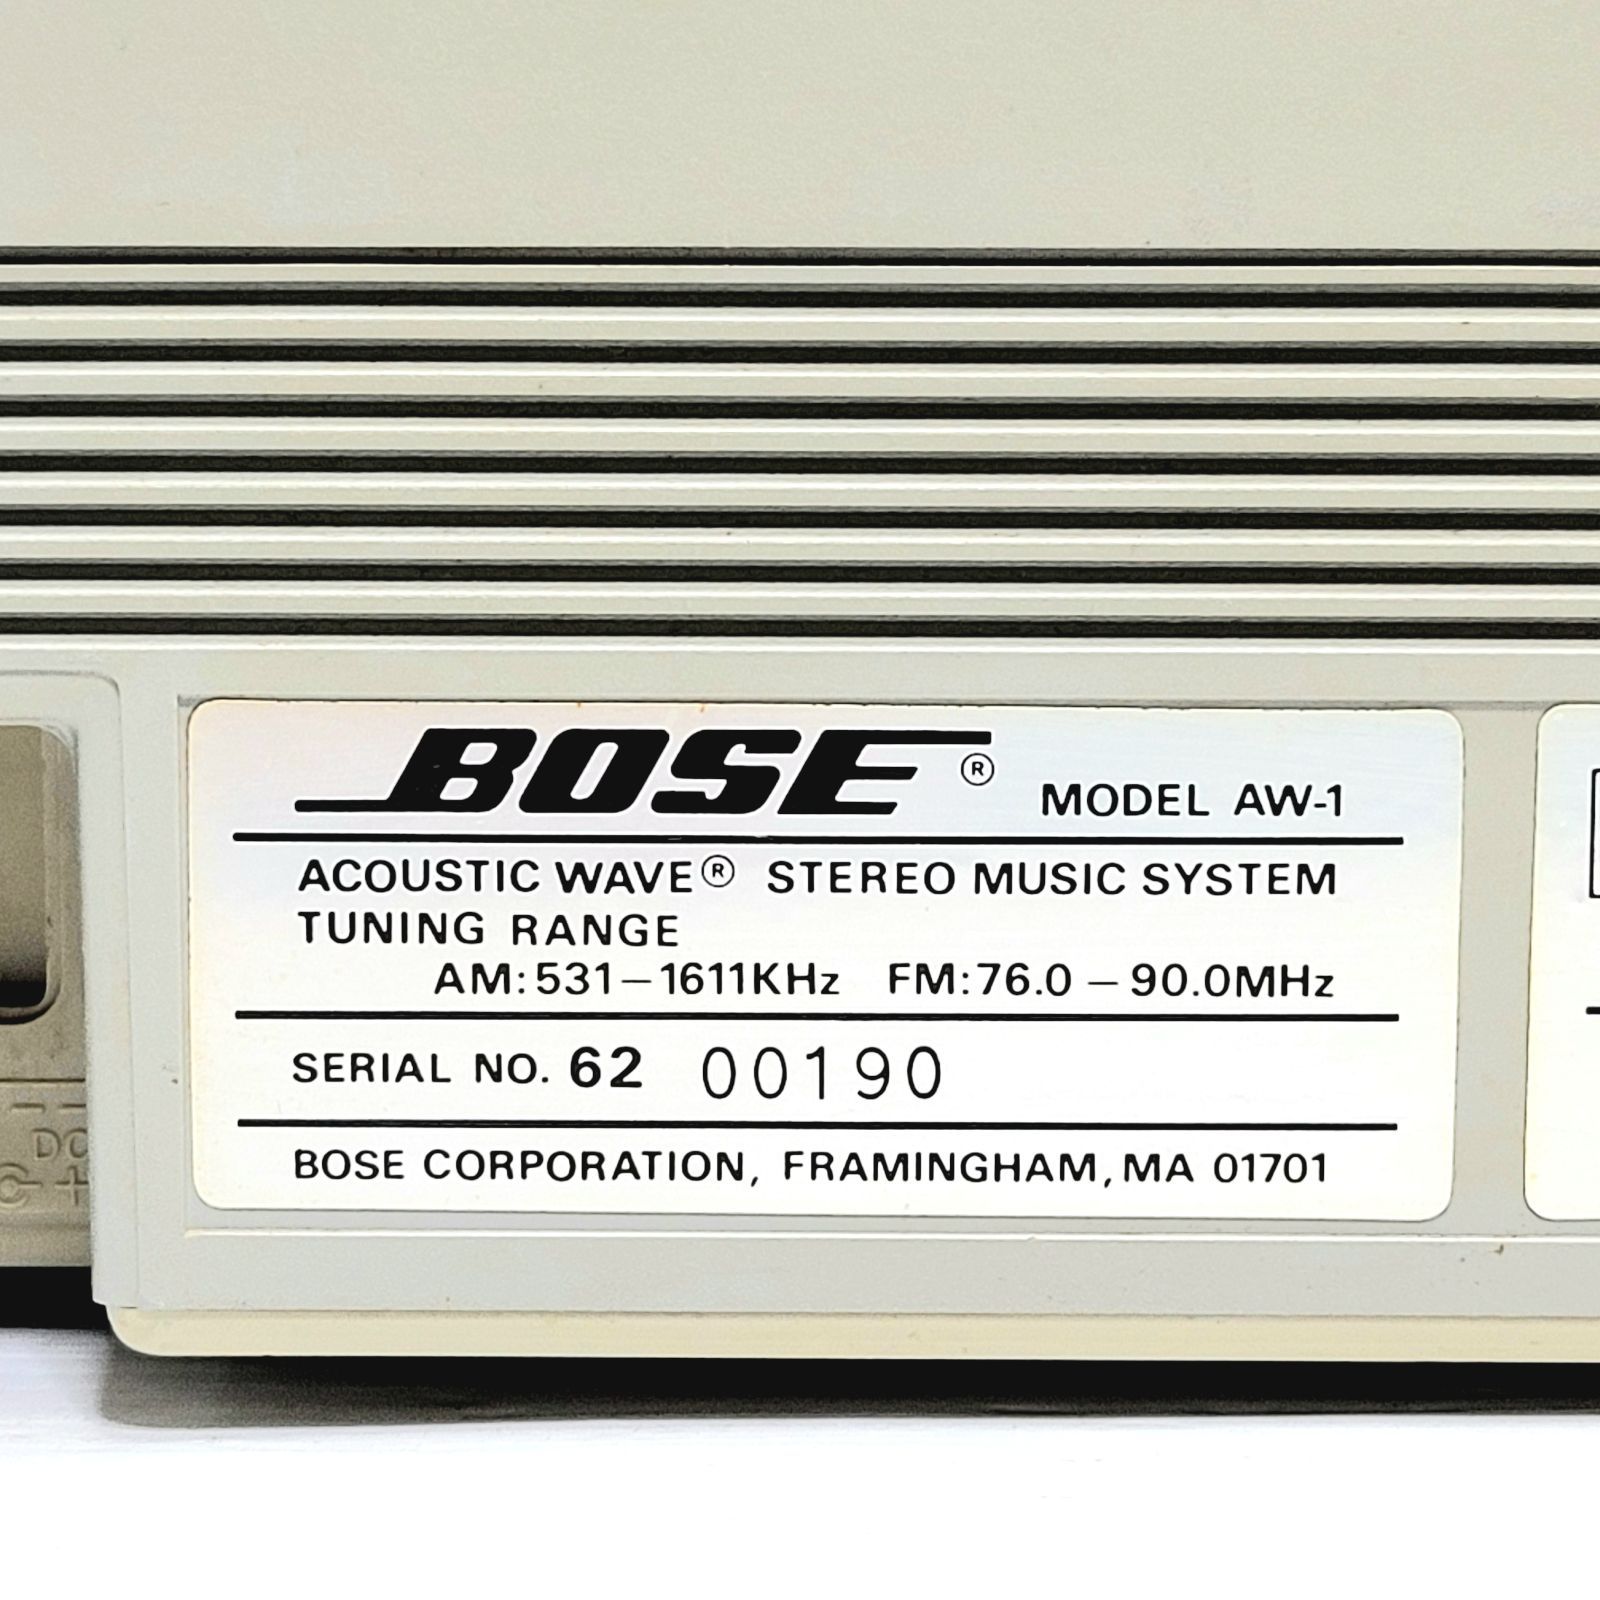 BOSE® MODEL AW-1
ACOUSTIC WAVE® STEREO MUSIC SYSTEM
TUNING RANGE
AM: 531–1611KHz FM: 76.0 – 90.0MHz
SERIAL NO. 62 00190
BOSE CORPORATION, FRAMINGHAM, MA 01701
DC